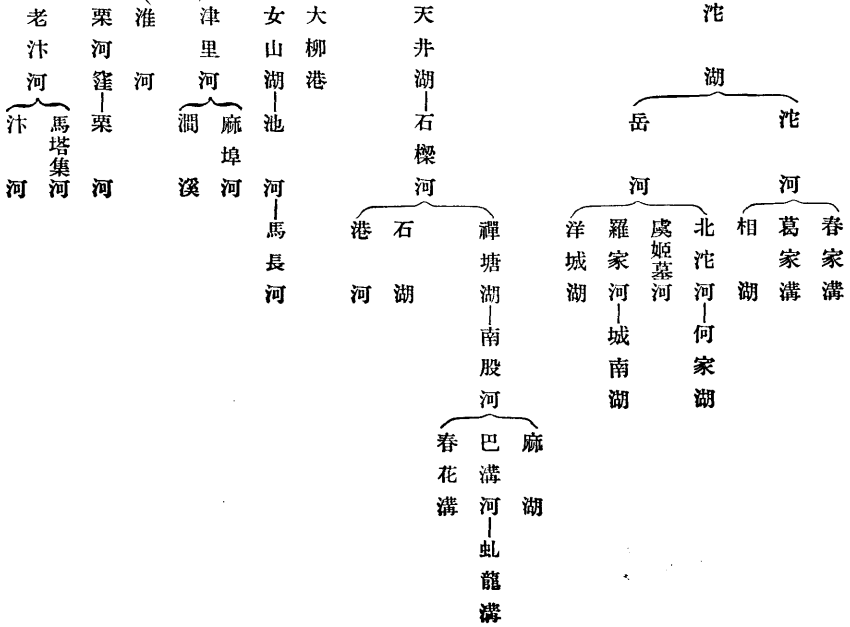 沱湖
沱河
春家溝
葛家溝
相湖
岳河
北沱河—何家湖
虞姬墓河
羅家河—城南湖
洋城湖
天井湖—石樑河
禪塘湖—南股河
麻湖
巴溝河—虬龍溝
春花溝
石湖
港河
大柳港
女山湖—池河—馬長河
津里河
麻埠河
澗溪
淮河
栗河窪—栗河
老汴河
馬塔集河
汴河